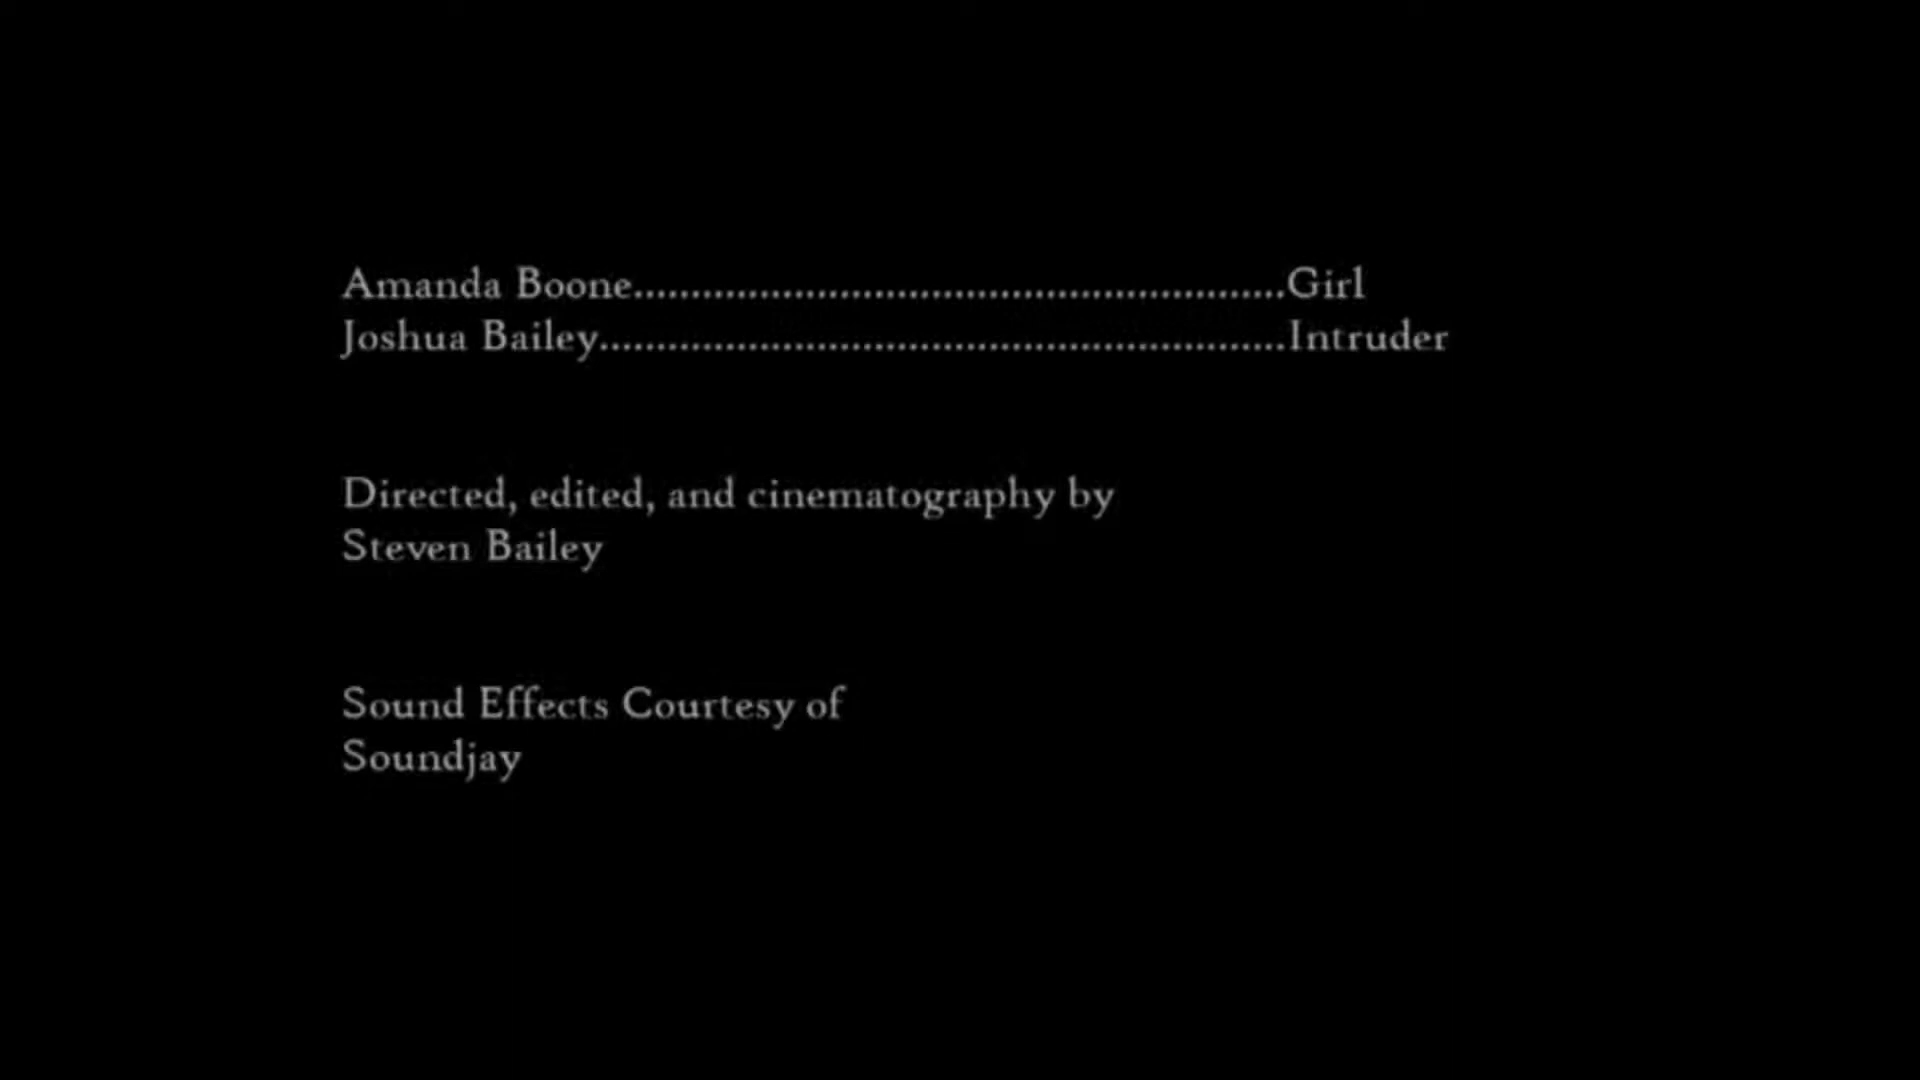 Amanda Boone.........................................................Girl
Joshua Bailey............................................................Intruder
Directed, edited, and cinematography by
Steven Bailey
Sound Effects Courtesy of
Soundjay